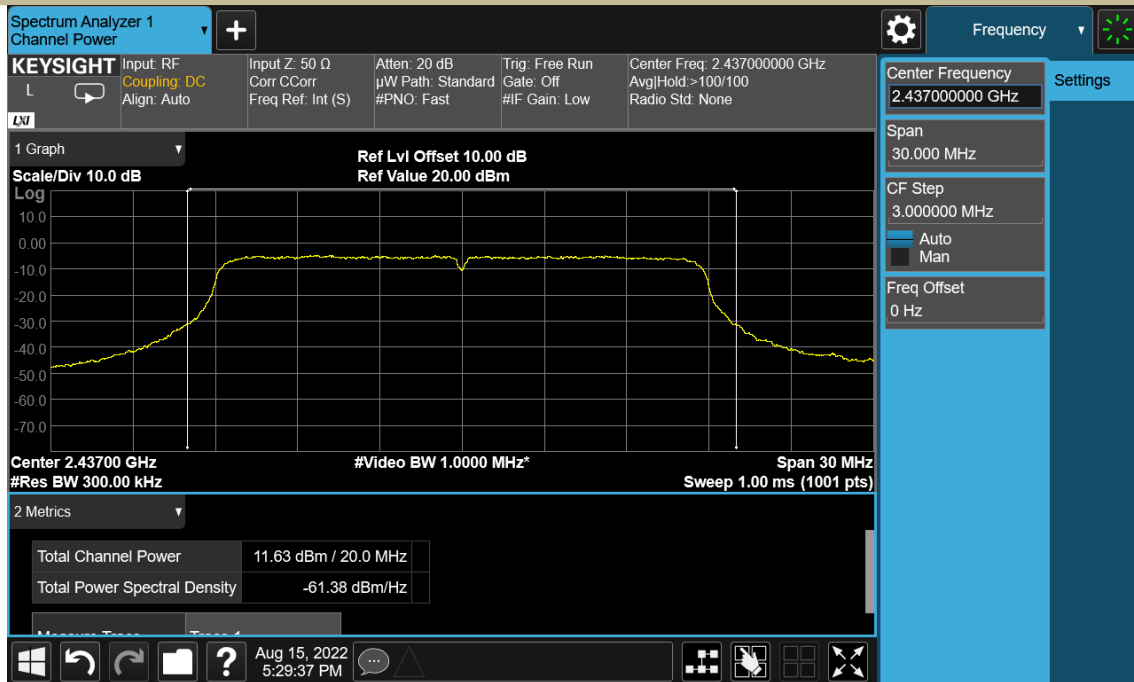 Spectrum Analyzer 1
Channel Power
+
Frequency
KEYSIGHT
L
LXI
Input: RF
Coupling: DC
Align: Auto
Input Z: 50 Ω
Corr CCorr
Freq Ref: Int (S)
Atten: 20 dB
µW Path: Standard
#PNO: Fast
Trig: Free Run
Gate: Off
#IF Gain: Low
Center Freq: 2.437000000 GHz
Avg|Hold:>100/100
Radio Std: None
Center Frequency
2.437000000 GHz
Settings
Span
30.000 MHz
CF Step
3.000000 MHz
Auto
Man
Freq Offset
0 Hz
1 Graph
Ref Lvl Offset 10.00 dB
Scale/Div 10.0 dB
Ref Value 20.00 dBm
Log
10.0
0.00
-10.0
-20.0
-30.0
-40.0
-50.0
-60.0
-70.0
Center 2.43700 GHz
#Video BW 1.0000 MHz*
Span 30 MHz
#Res BW 300.00 kHz
Sweep 1.00 ms (1001 pts)
2 Metrics
Total Channel Power
11.63 dBm / 20.0 MHz
Total Power Spectral Density
-61.38 dBm/Hz
Measure Trace
Trace 1
?
Aug 15, 2022
5:29:37 PM